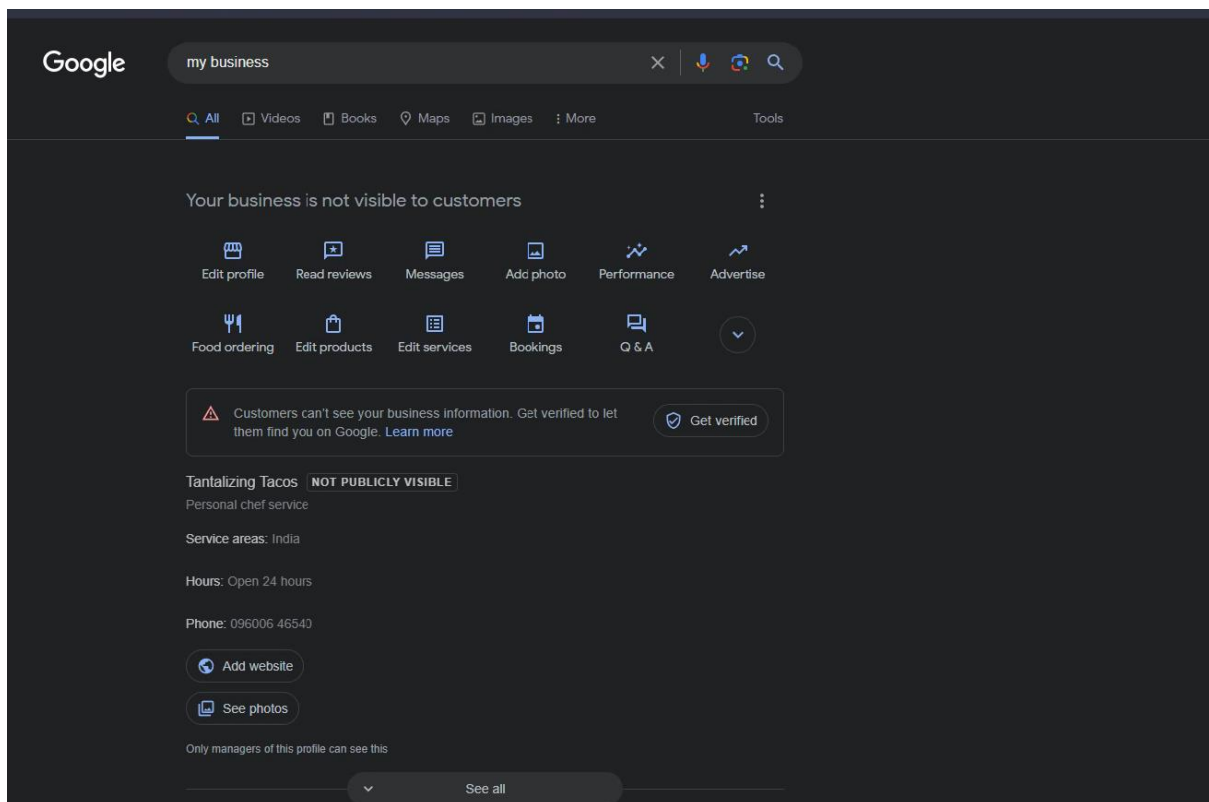 Google
my business
All Videos Books Maps Images More Tools
Your business is not visible to customers
Edit profile Read reviews Messages Add photo Performance Advertise
Food ordering Edit products Edit services Bookings Q & A
Customers can't see your business information. Get verified to let
them find you on Google. Learn more
Get verified
Tantalizing Tacos NOT PUBLICLY VISIBLE
Personal chef service
Service areas: India
Hours: Open 24 hours
Phone: 096006 46540
Add website
See photos
Only managers of this profile can see this
See all